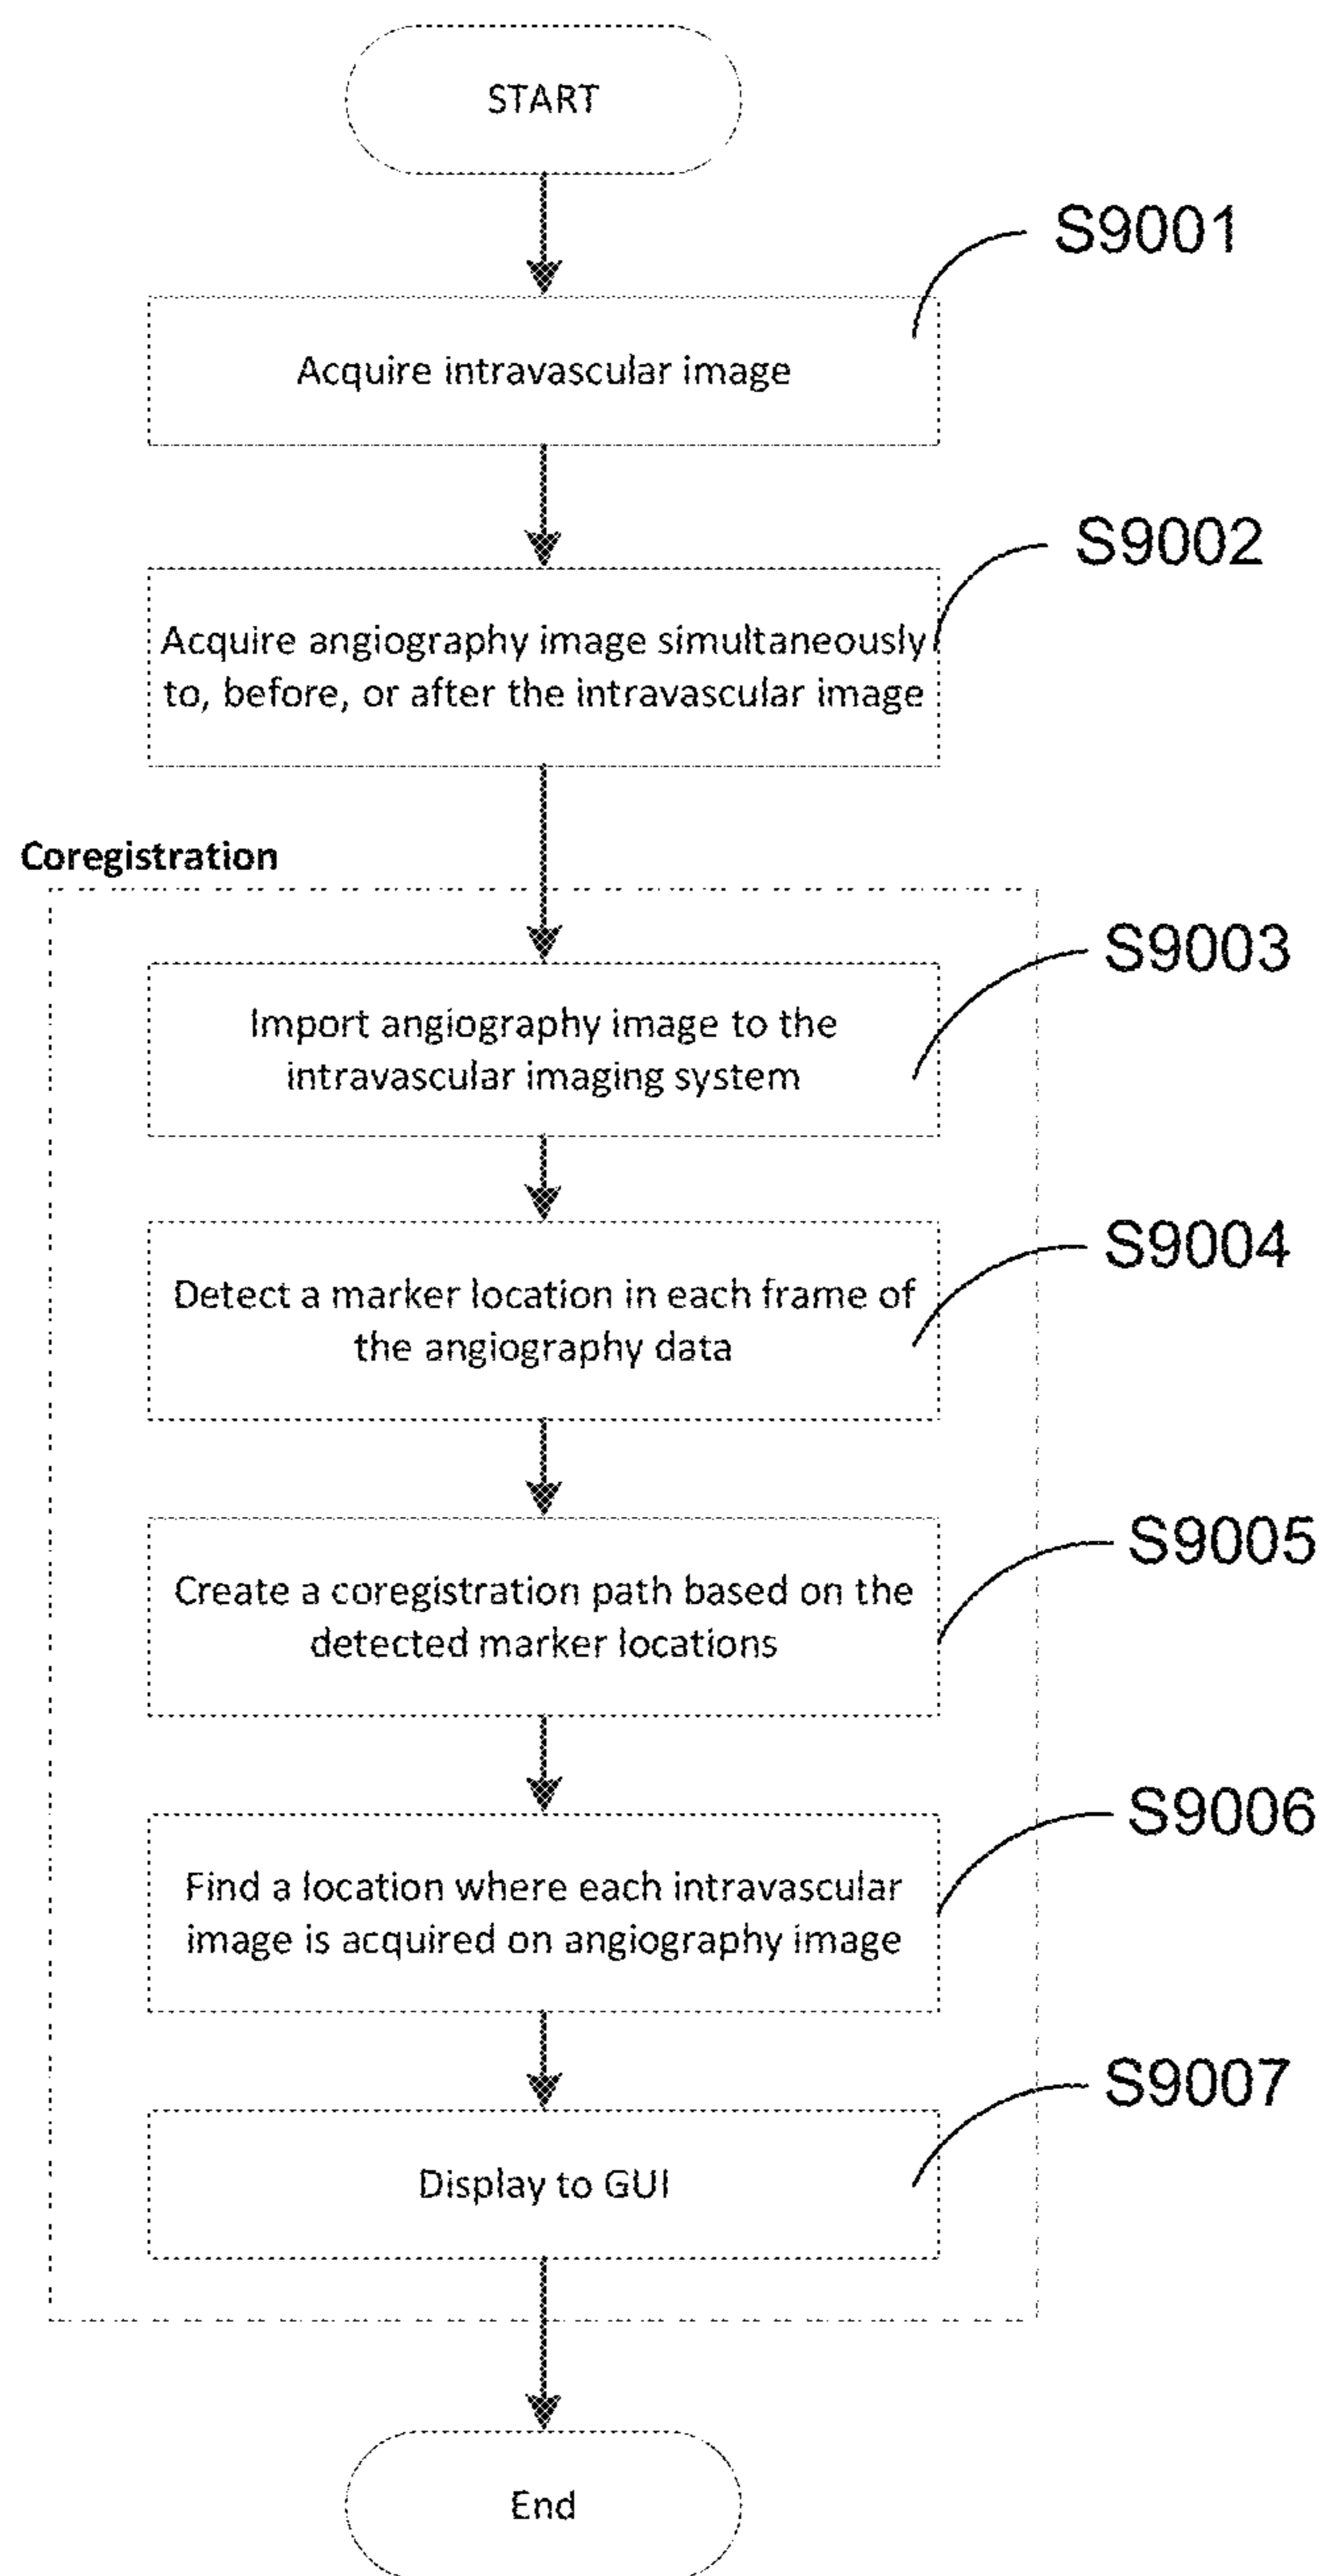 START
S9001
Acquire intravascular image
S9002
Acquire angiography image simultaneously
to, before, or after the intravascular image
Coregistration
S9003
Import angiography image to the
intravascular imaging system
S9004
Detect a marker location in each frame of
the angiography data
S9005
Create a coregistration path based on the
detected marker locations
S9006
Find a location where each intravascular
image is acquired on angiography image
S9007
Display to GUI
End